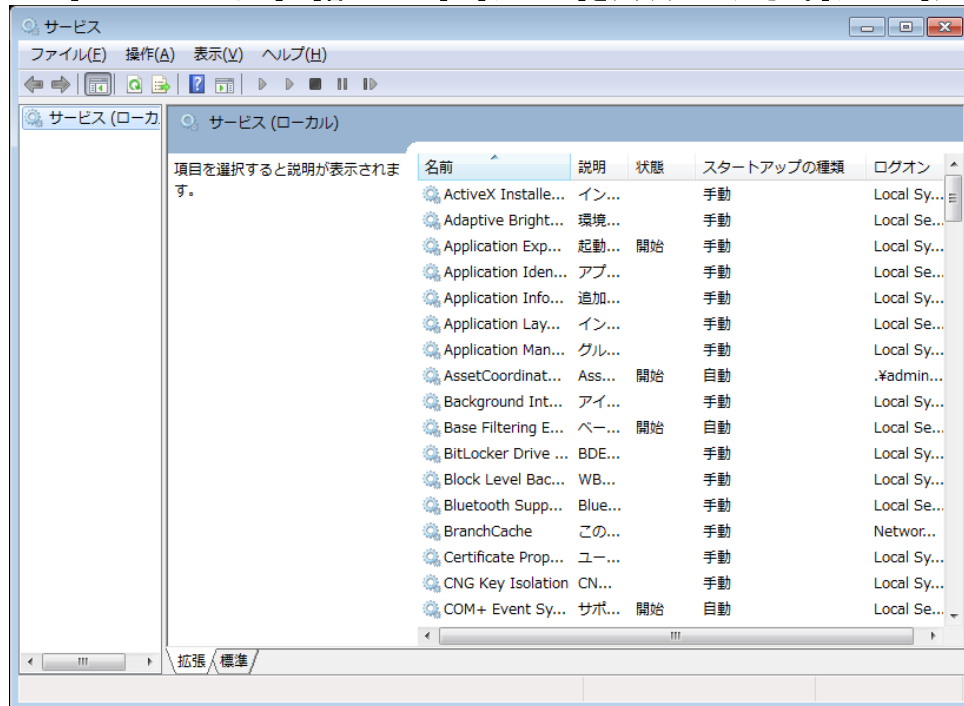 サービス
ファイル(F) 操作(A) 表示(V) ヘルプ(H)
サービス (ローカ
サービス (ローカル)
項目を選択すると説明が表示されま
す。
名前 説明 状態 スタートアップの種類 ログオン
ActiveX Installe... イン... 手動 Local Sy...
Adaptive Bright... 環境... 手動 Local Se...
Application Exp... 起動... 開始 手動 Local Sy...
Application Iden... アプ... 手動 Local Se...
Application Info... 追加... 手動 Local Sy...
Application Lay... イン... 手動 Local Se...
Application Man... グル... 手動 Local Sy...
AssetCoordinat... Ass... 開始 自動 .¥admin...
Background Int... アイ... 手動 Local Sy...
Base Filtering E... ベー... 開始 自動 Local Se...
BitLocker Drive ... BDE... 手動 Local Sy...
Block Level Bac... WB... 手動 Local Sy...
Bluetooth Supp... Blue... 手動 Local Se...
BranchCache この... 手動 Networ...
Certificate Prop... ユー... 手動 Local Sy...
CNG Key Isolation CN... 手動 Local Sy...
COM+ Event Sy... サポ... 開始 自動 Local Se...
拡張 標準